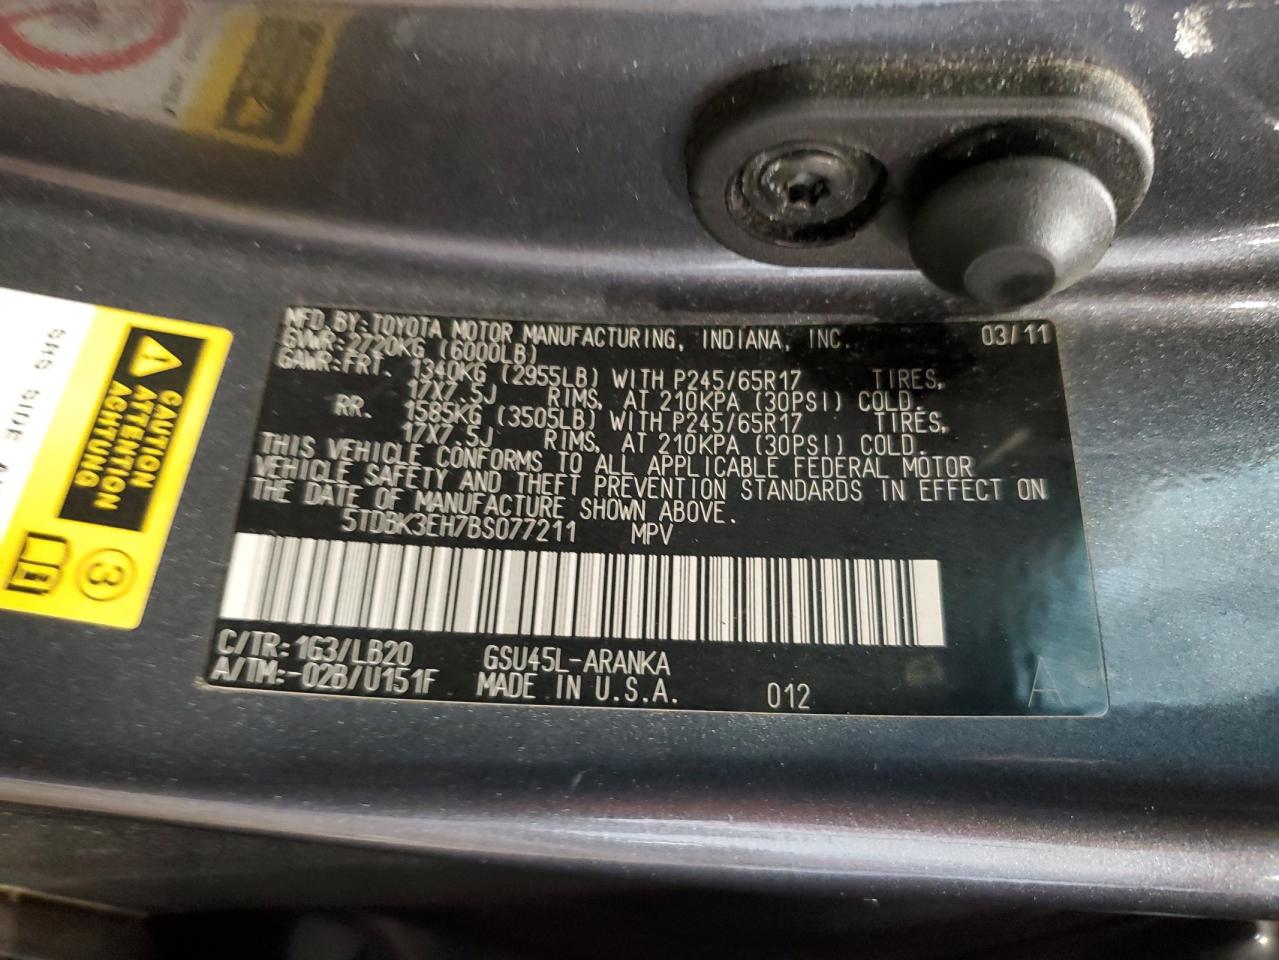 MFD BY: TOYOTA MOTOR MANUFACTURING, INDIANA, INC. 03/11
GVWR: 2720KG (6000LB)
GAWR: FRT. 1340KG (2955LB) WITH P245/65R17 TIRES,
17X7.5J RIMS, AT 210KPA (30PSI) COLD.
RR. 1585KG (3505LB) WITH P245/65R17 TIRES,
17X7.5J RIMS, AT 210KPA (30PSI) COLD.
THIS VEHICLE CONFORMS TO ALL APPLICABLE FEDERAL MOTOR
VEHICLE SAFETY AND THEFT PREVENTION STANDARDS IN EFFECT ON
THE DATE OF MANUFACTURE SHOWN ABOVE.
5TDBK3EH7BS077211 MPV
C/TR: 1G3/LB20 GSU45L-ARANKA
A/TM: -02B/U151F MADE IN U.S.A. 012 A
SRS SIDE
CAUTION
ATTENTION
ACHTUNG
3